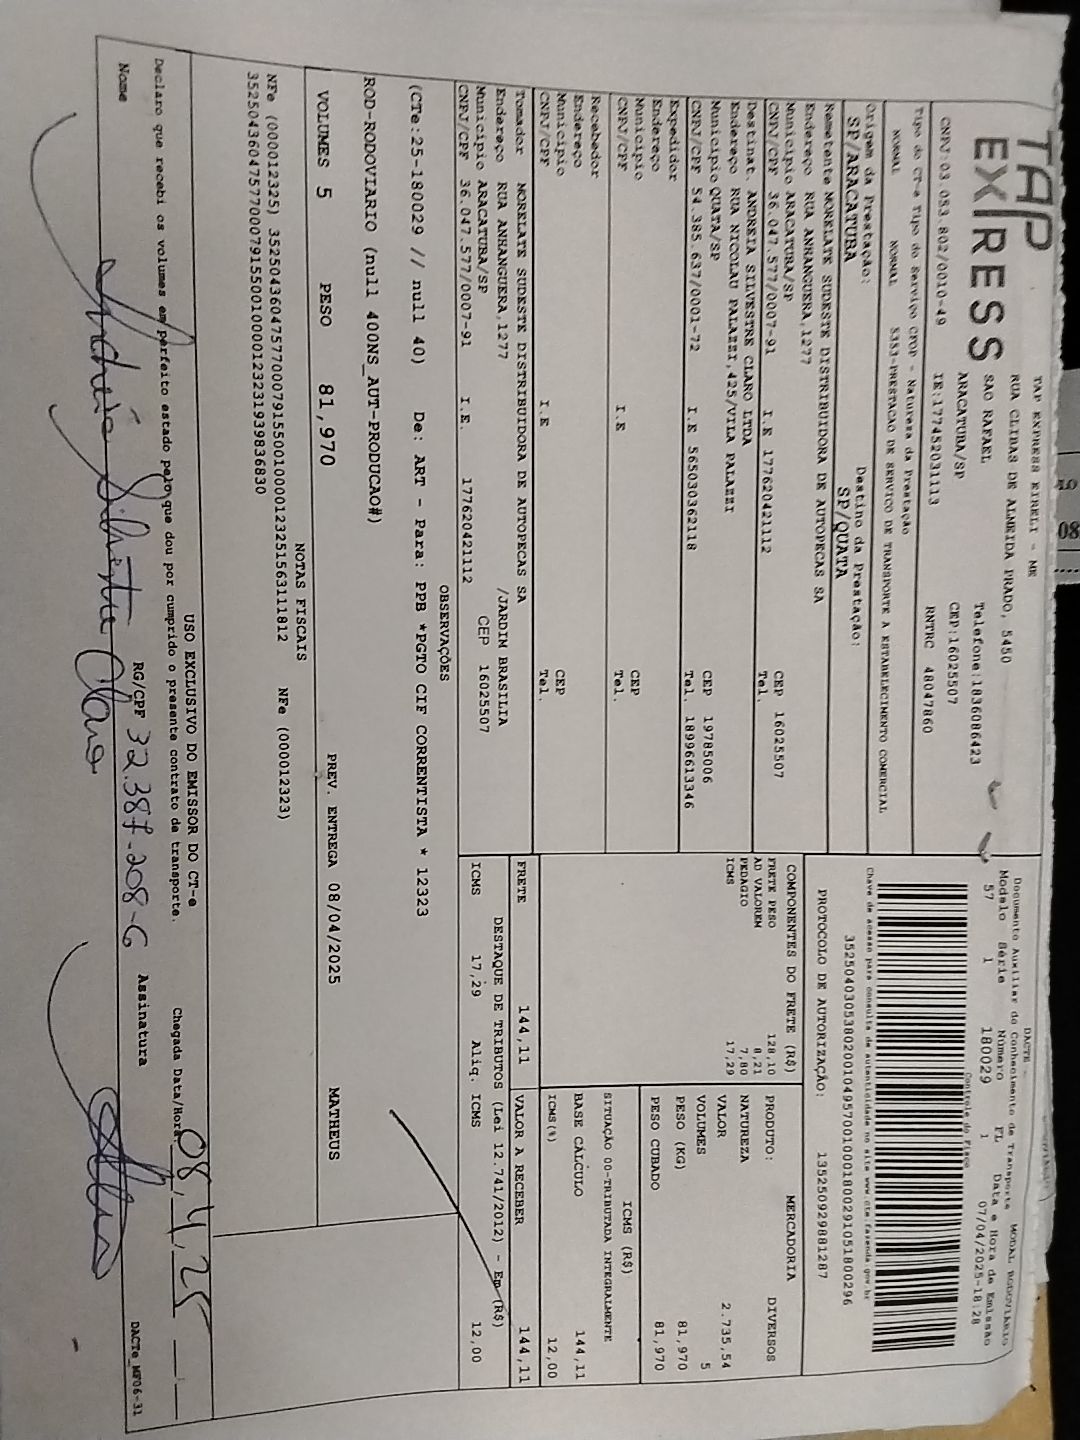 TAP
EXPRESS
TAP EXPRESS EIRELI - ME
RUA CLIBAS DE ALMEIDA PRADO, 5450
SAO RAFAEL Telefone:1836086423
ARACATUBA/SP CEP:16025507
CNPJ:03.053.802/0010-49 IE:177452031113 RNTRC 48047860
Tipo do CT-e Tipo do Serviço CFOP - Natureza da Prestação
NORMAL NORMAL 5353-PRESTACAO DE SERVICO DE TRANSPORTE A ESTABELECIMENTO COMERCIAL
Origem da Prestação: Destino da Prestação:
SP/ARACATUBA SP/QUATA
DACTE -
Documento Auxiliar do Conhecimento de Transporte MODAL RODOVIÁRIO
Modelo Série Número FL Data e Hora de Emissão
57 1 180029 1 07/04/2025-18:28
Controle do Fisco
Chave de acesso para consulta de autenticidade no site www.cte.fazenda.gov.br
35250403053802001049570010001800291051800296
PROTOCOLO DE AUTORIZAÇÃO: 135250929881287
Remetente MORELATE SUDESTE DISTRIBUIDORA DE AUTOPECAS SA
Endereço RUA ANHANGUERA,1277
Município ARACATUBA/SP CEP 16025507
CNPJ/CPF 36.047.577/0007-91 I.E 177620421112 Tel.
Destinat. ANDREIA SILVESTRE CLARO LTDA
Endereço RUA NICOLAU PALAZZI,425/VILA PALAZZI
Município QUATA/SP CEP 19785006
CNPJ/CPF 54.385.637/0001-72 I.E 565030362118 Tel. 18996613346
Expedidor
Endereço
Município CEP
CNPJ/CPF I.E Tel.
Recebedor
Endereço
Município CEP
CNPJ/CPF I.E Tel.
Tomador MORELATE SUDESTE DISTRIBUIDORA DE AUTOPECAS SA
Endereço RUA ANHANGUERA,1277 /JARDIM BRASILIA
Município ARACATUBA/SP CEP 16025507
CNPJ/CPF 36.047.577/0007-91 I.E. 177620421112
COMPONENTES DO FRETE (R$)
FRETE PESO 128,10
AD VALOREM 8,21
PEDAGIO 7,80
ICMS 17,29
MERCADORIA
PRODUTO: DIVERSOS
NATUREZA
VALOR 2.735,54
VOLUMES 5
PESO (KG) 81,970
PESO CUBADO 81,970
ICMS (R$)
SITUAÇÃO 00-TRIBUTADA INTEGRALMENTE
BASE CÁLCULO 144,11
ICMS(%) 12,00
FRETE 144,11 VALOR A RECEBER 144,11
DESTAQUE DE TRIBUTOS (Lei 12.741/2012) - Em (R$)
ICMS 17,29 Aliq. ICMS 12,00
OBSERVAÇÕES
(CTe:25-180029 // null 40) De: ART - Para: PPB *PGTO CIF CORRENTISTA * 12323
ROD-RODOVIARIO (null 400NS_AUT-PRODUCAO#)
VOLUMES 5 PESO 81,970 PREV. ENTREGA 08/04/2025 MATHEUS
NOTAS FISCAIS
NFe (000012325) 35250436047577000791550010000123251563111812 NFe (000012323)
35250436047577000791550010000123231939836830
USO EXCLUSIVO DO EMISSOR DO CT-e
Declaro que recebi os volumes em perfeito estado pelo que dou por cumprido o presente contrato de transporte. Chegada Data/Hora 08/4/25
Nome Andreia Silvestre Claro RG/CPF 32.387-208-6 Assinatura
DACTe_MF06-31